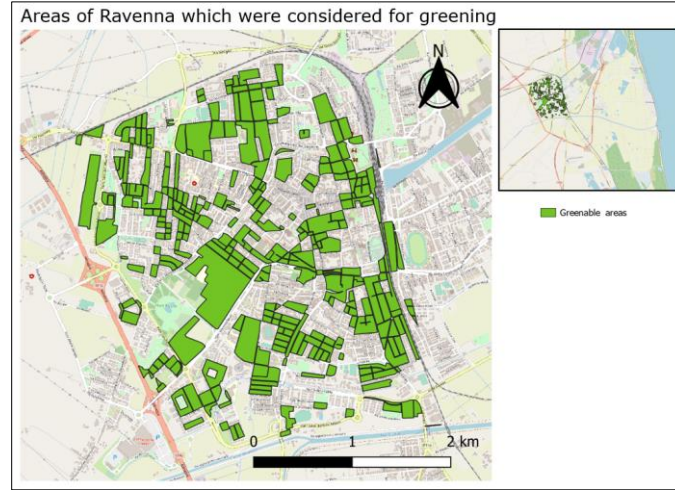 Areas of Ravenna which were considered for greening
N
Greenable areas
0 1 2 km